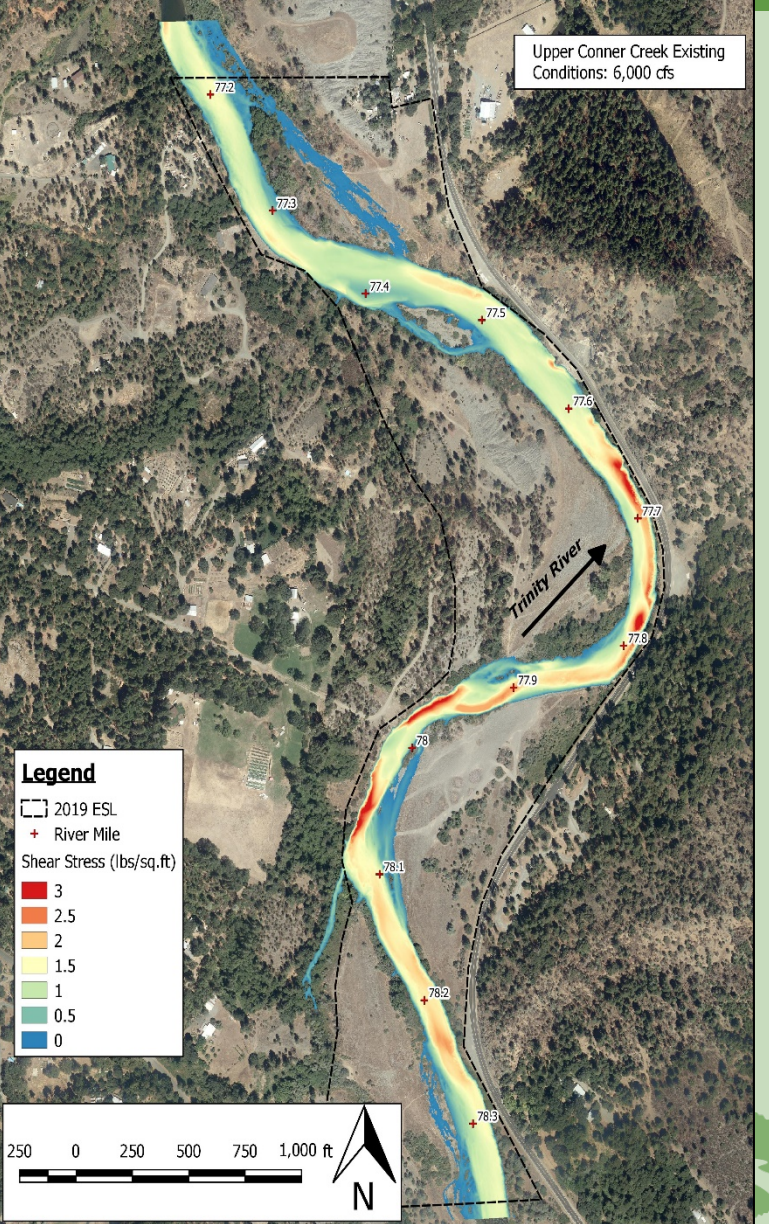 Upper Conner Creek Existing
Conditions: 6,000 cfs
77.2
77.3
77.4
77.5
77.6
77.7
Trinity River
77.8
77.9
78
78.1
78.2
78.3
Legend
2019 ESL
River Mile
Shear Stress (lbs/sq.ft)
3
2.5
2
1.5
1
0.5
0
250 0 250 500 750 1,000 ft
N